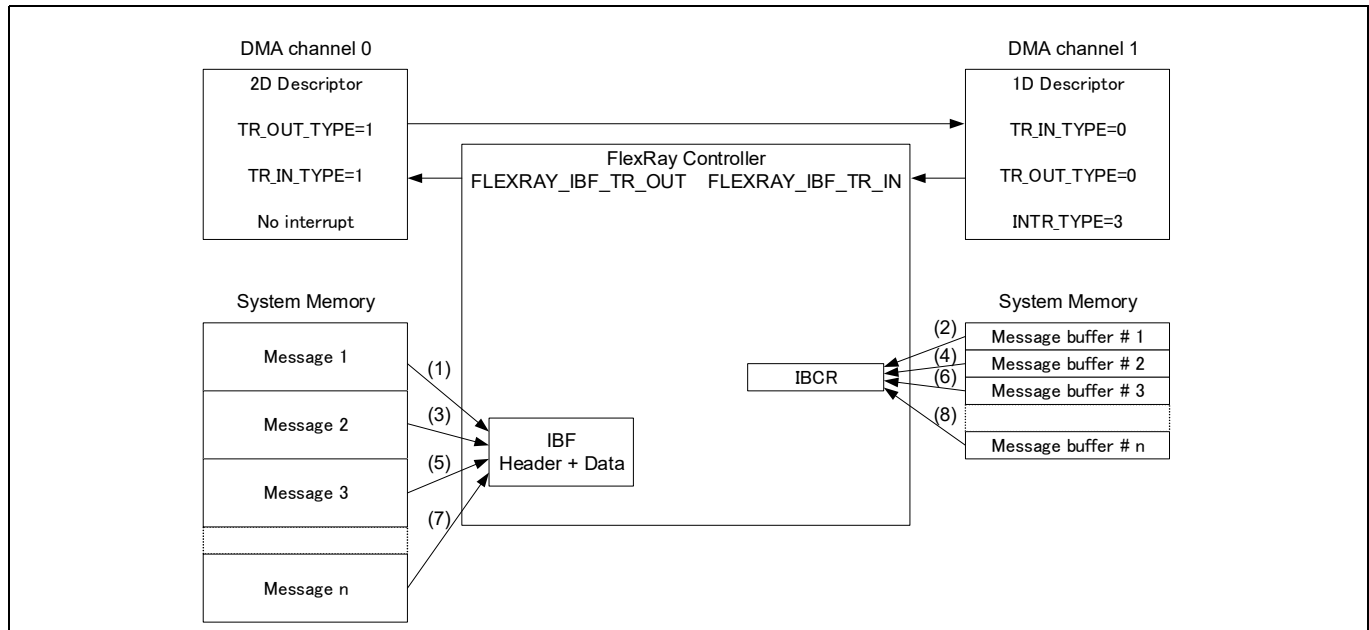 DMA channel 0
2D Descriptor
TR_OUT_TYPE=1
TR_IN_TYPE=1
No interrupt
DMA channel 1
1D Descriptor
TR_IN_TYPE=0
TR_OUT_TYPE=0
INTR_TYPE=3
FlexRay Controller
FLEXRAY_IBF_TR_OUT FLEXRAY_IBF_TR_IN
System Memory
Message 1
Message 2
Message 3
Message n
(1)
(3)
(5)
(7)
IBF
Header + Data
IBCR
(2)
(4)
(6)
(8)
System Memory
Message buffer # 1
Message buffer # 2
Message buffer # 3
Message buffer # n